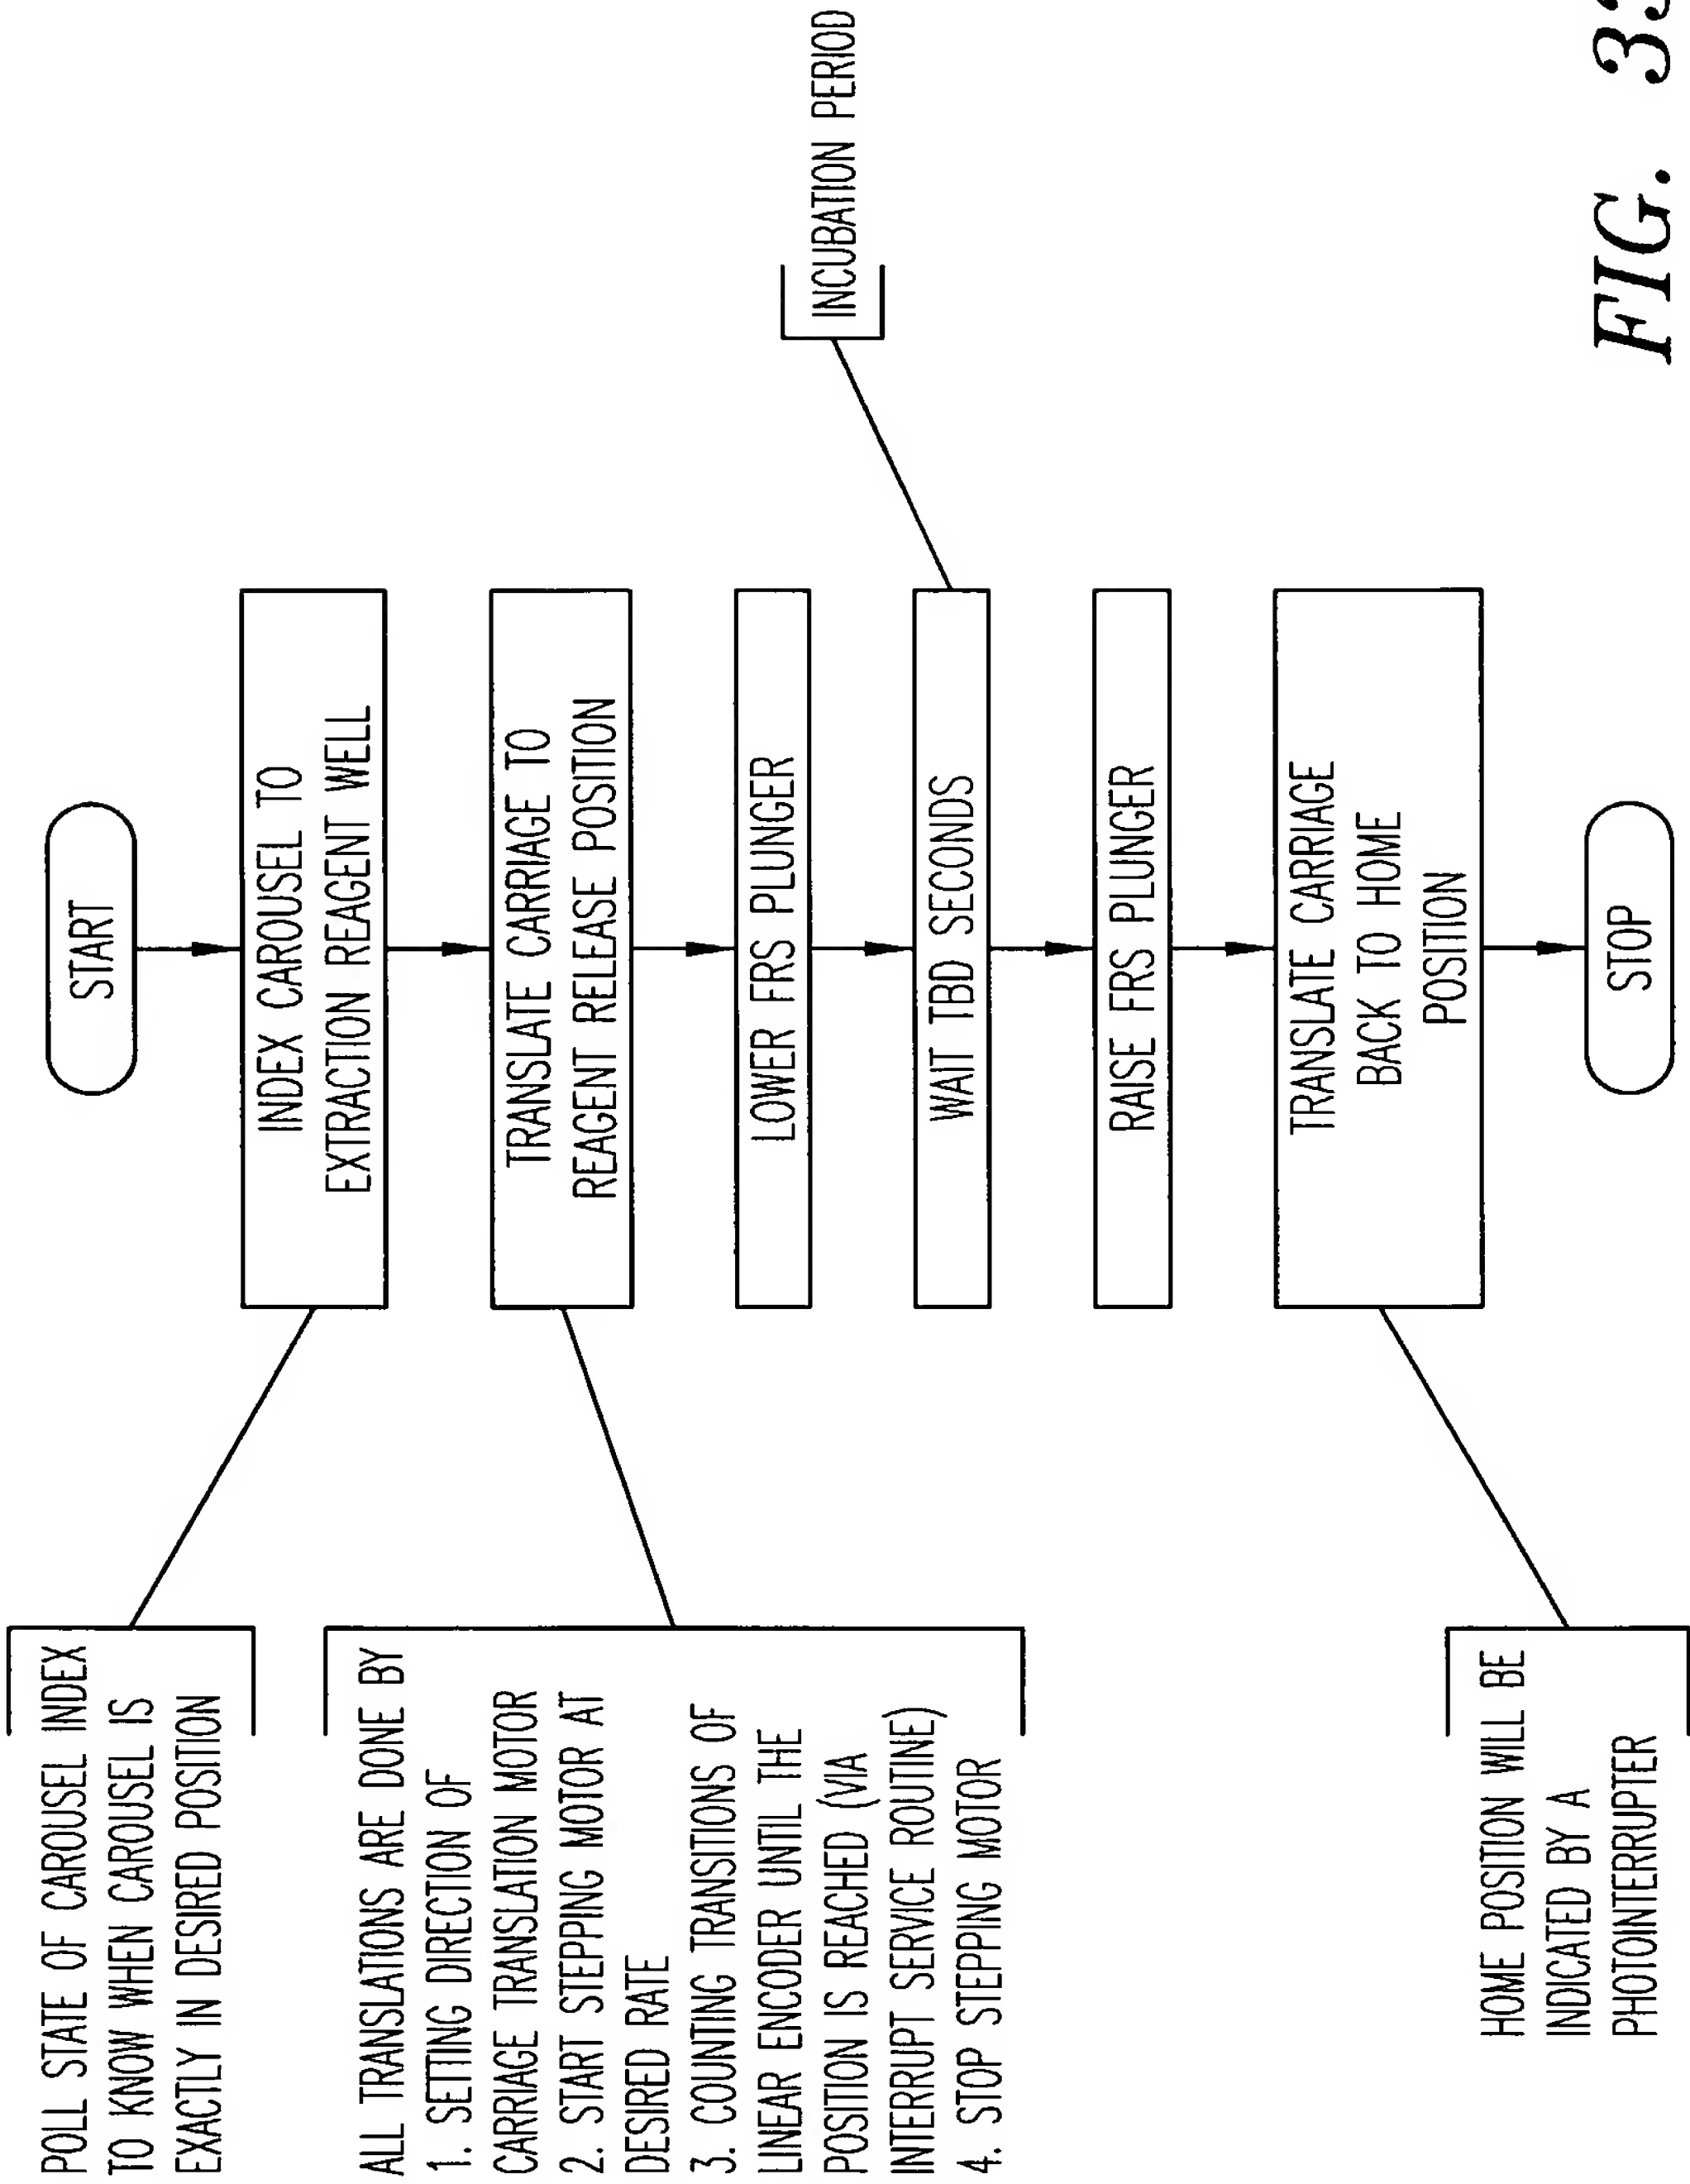 START
POLL STATE OF CAROUSEL INDEX
TO KNOW WHEN CAROUSEL IS
EXACTLY IN DESIRED POSITION
INDEX CAROUSEL TO
EXTRACTION REAGENT WELL
ALL TRANSLATIONS ARE DONE BY
1. SETTING DIRECTION OF
CARRIAGE TRANSLATION MOTOR
2. START STEPPING MOTOR AT
DESIRED RATE
3. COUNTING TRANSITIONS OF
LINEAR ENCODER UNTIL THE
POSITION IS REACHED (VIA
INTERRUPT SERVICE ROUTINE)
4. STOP STEPPING MOTOR
TRANSLATE CARRIAGE TO
REAGENT RELEASE POSITION
LOWER FRS PLUNGER
WAIT TBD SECONDS
INCUBATION PERIOD
RAISE FRS PLUNGER
TRANSLATE CARRIAGE
BACK TO HOME
POSITION
HOME POSITION WILL BE
INDICATED BY A
PHOTOINTERRUPTER
STOP
FIG.